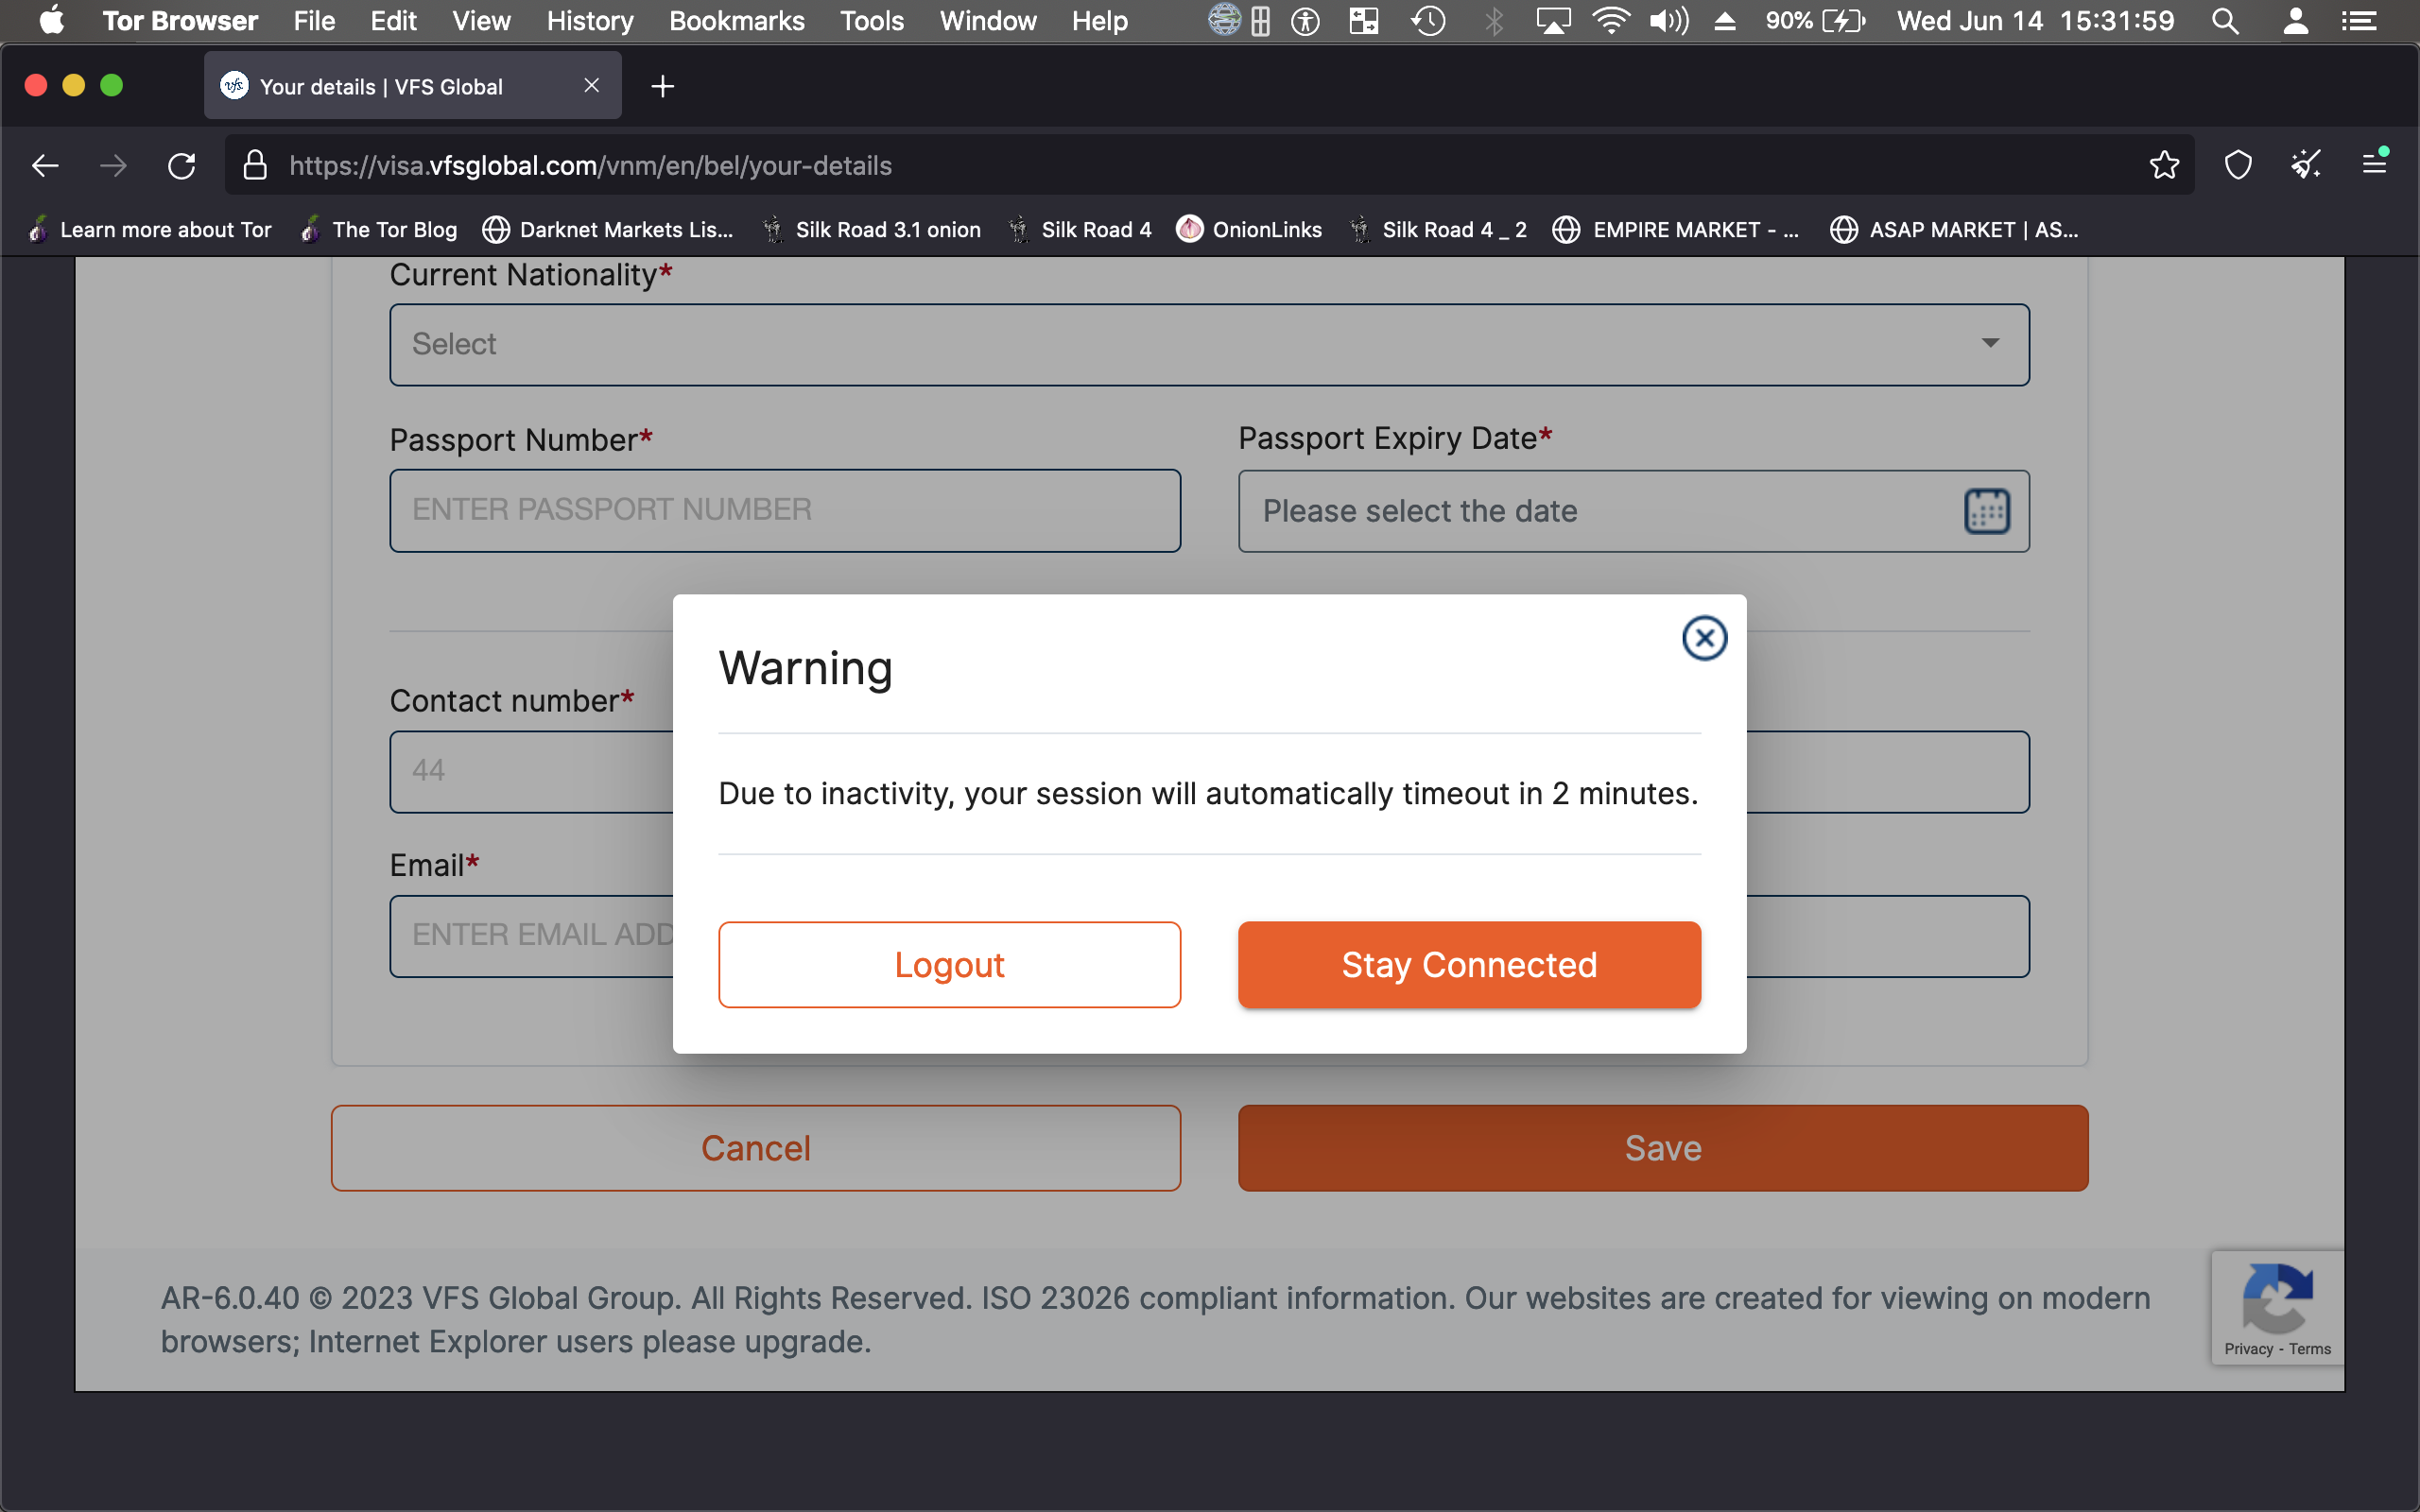 Tor Browser File Edit View History Bookmarks Tools Window Help 90% Wed Jun 14 15:31:59
vfs. Your details | VFS Global
https://visa.vfsglobal.com/vnm/en/bel/your-details
Learn more about Tor The Tor Blog Darknet Markets Lis... Silk Road 3.1 onion Silk Road 4 OnionLinks Silk Road 4 _ 2 EMPIRE MARKET - ... ASAP MARKET | AS...
Current Nationality*
Select
Passport Number* Passport Expiry Date*
ENTER PASSPORT NUMBER Please select the date
Warning
Contact number*
44
Due to inactivity, your session will automatically timeout in 2 minutes.
Email*
ENTER EMAIL ADD
Logout Stay Connected
Cancel Save
AR-6.0.40 © 2023 VFS Global Group. All Rights Reserved. ISO 23026 compliant information. Our websites are created for viewing on modern
browsers; Internet Explorer users please upgrade.
Privacy - Terms